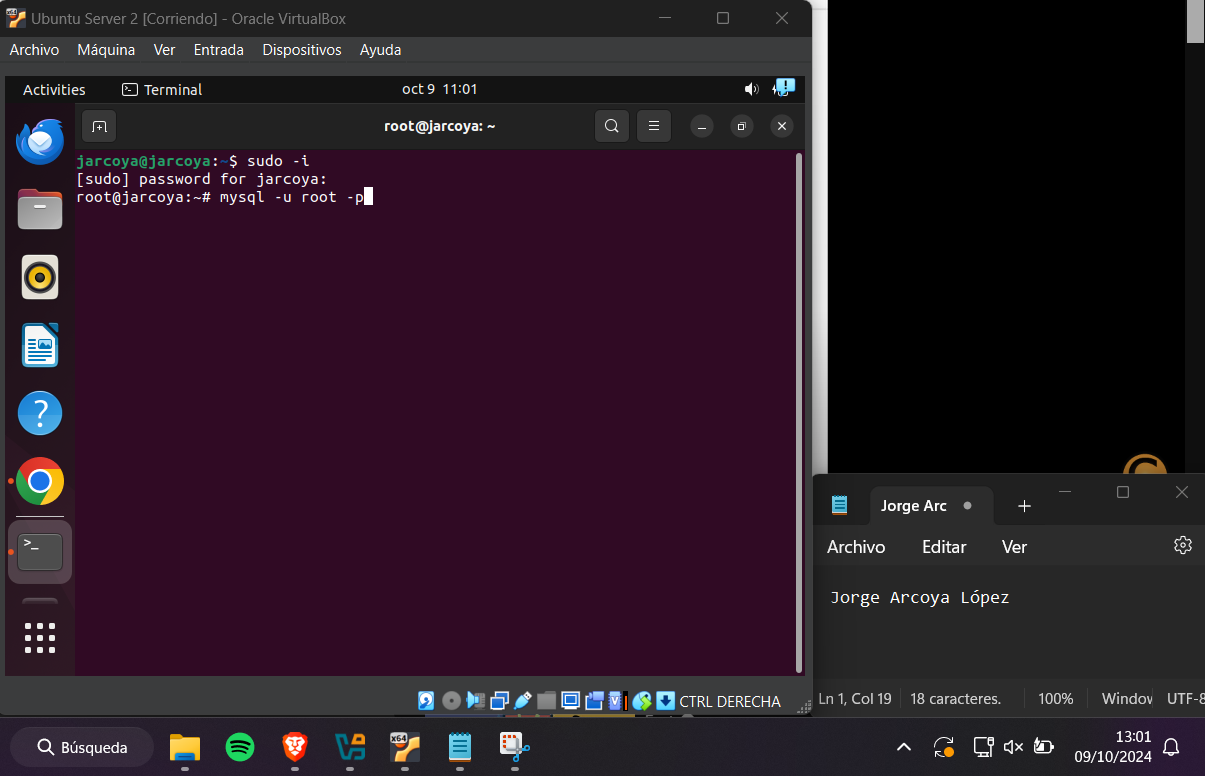 Ubuntu Server 2 [Corriendo] - Oracle VirtualBox
Archivo Máquina Ver Entrada Dispositivos Ayuda
Activities Terminal oct 9 11:01
root@jarcoya: ~
jarcoya@jarcoya:~$ sudo -i
[sudo] password for jarcoya:
root@jarcoya:~# mysql -u root -p
CTRL DERECHA
Jorge Arc
Archivo Editar Ver
Jorge Arcoya López
Ln 1, Col 19 18 caracteres. 100% Window UTF-8
Búsqueda
x64
13:01
09/10/2024